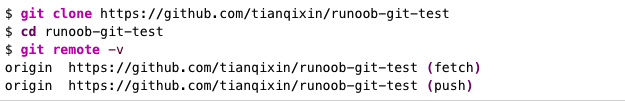 $ git clone https://github.com/tianqixin/runoob-git-test
$ cd runoob-git-test
$ git remote -v
origin  https://github.com/tianqixin/runoob-git-test (fetch)
origin  https://github.com/tianqixin/runoob-git-test (push)